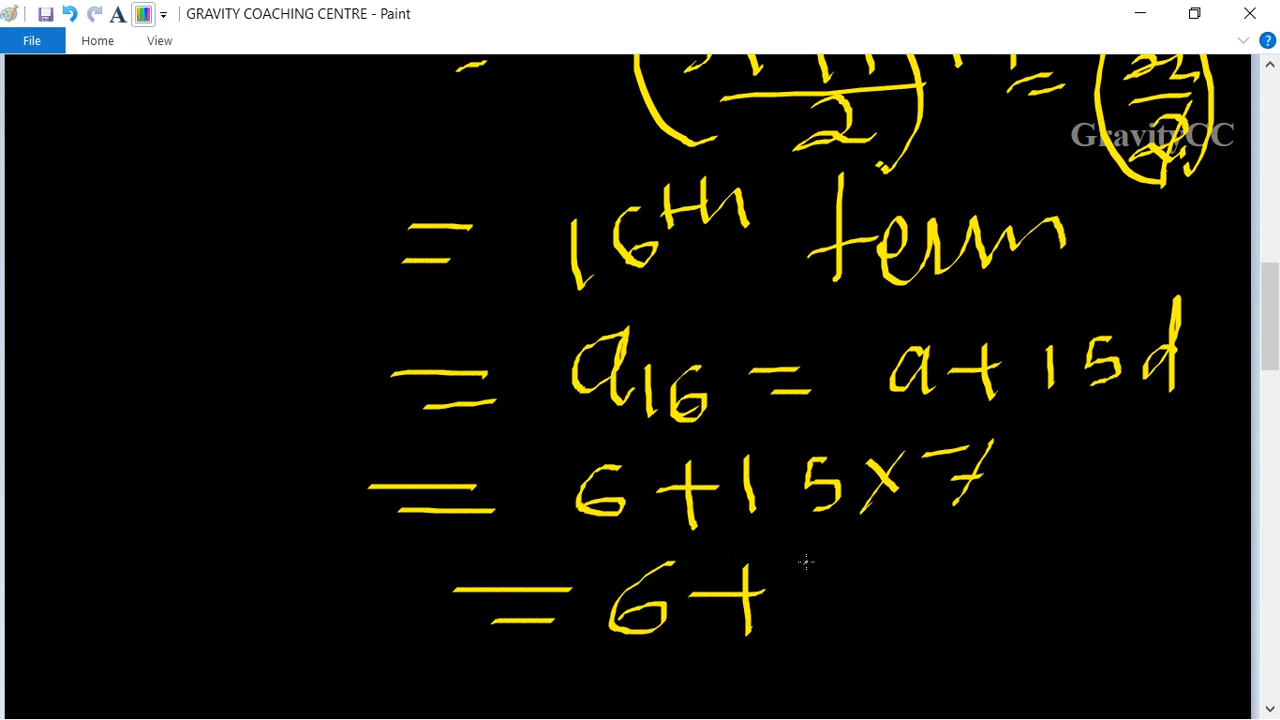 GRAVITY COACHING CENTRE - Paint
File Home View
GravityCC
= 16th term
= a16 = a + 15d
= 6 + 15 × 7
= 6 +